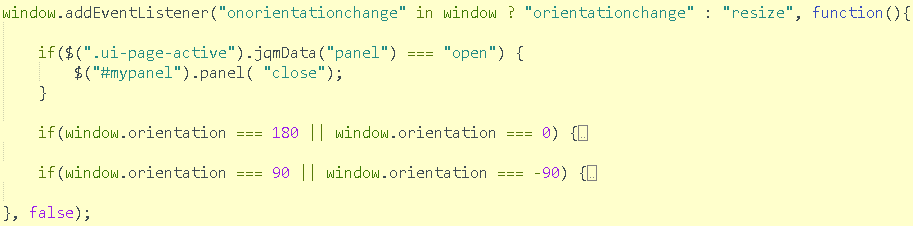 window.addEventListener("onorientationchange" in window ? "orientationchange" : "resize", function(){
if($(".ui-page-active").jqmData("panel") === "open") {
$("#mypanel").panel( "close");
}
if(window.orientation === 180 || window.orientation === 0) {…
if(window.orientation === 90 || window.orientation === -90) {…
}, false);